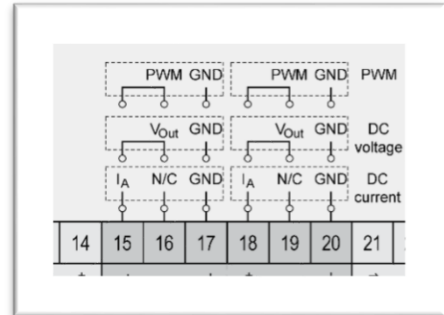 PWM GND PWM GND PWM
VOut GND VOut GND DC
voltage
IA N/C GND IA N/C GND DC
current
14 15 16 17 18 19 20 21